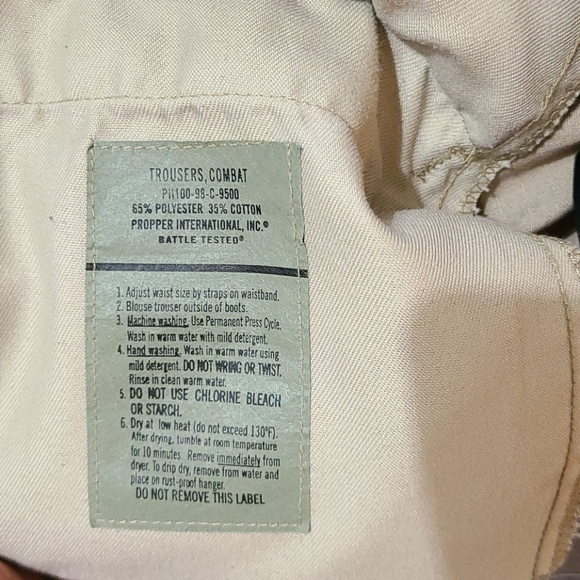 TROUSERS, COMBAT
PII100-98-C-9500
65% POLYESTER 35% COTTON
PROPPER INTERNATIONAL, INC.®
BATTLE TESTED®
1. Adjust waist size by straps on waistband.
2. Blouse trouser outside of boots.
3. Machine washing. Use Permanent Press Cycle.
Wash in warm water with mild detergent.
4. Hand washing. Wash in warm water using
mild detergent. DO NOT WRING OR TWIST.
Rinse in clean warm water.
5. DO NOT USE CHLORINE BLEACH
OR STARCH.
6. Dry at low heat (do not exceed 130°F).
After drying, tumble at room temperature
for 10 minutes. Remove immediately from
dryer. To drip dry, remove from water and
place on rust-proof hanger.
DO NOT REMOVE THIS LABEL